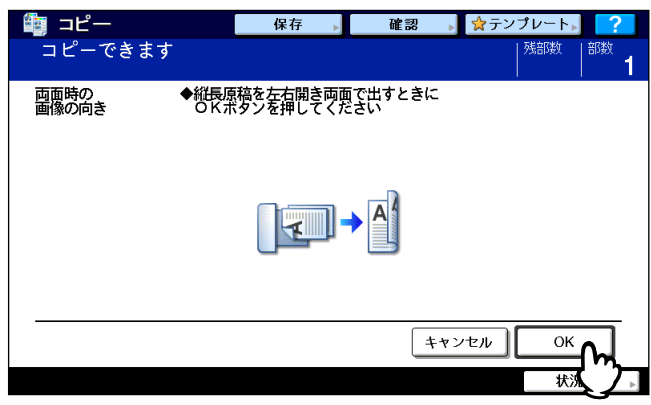 コピー
保存
確認
テンプレート
?
コピーできます
残部数
部数
1
両面時の
画像の向き
◆縦長原稿を左右開き両面で出すときに
OKボタンを押してください
A
A
A
キャンセル
OK